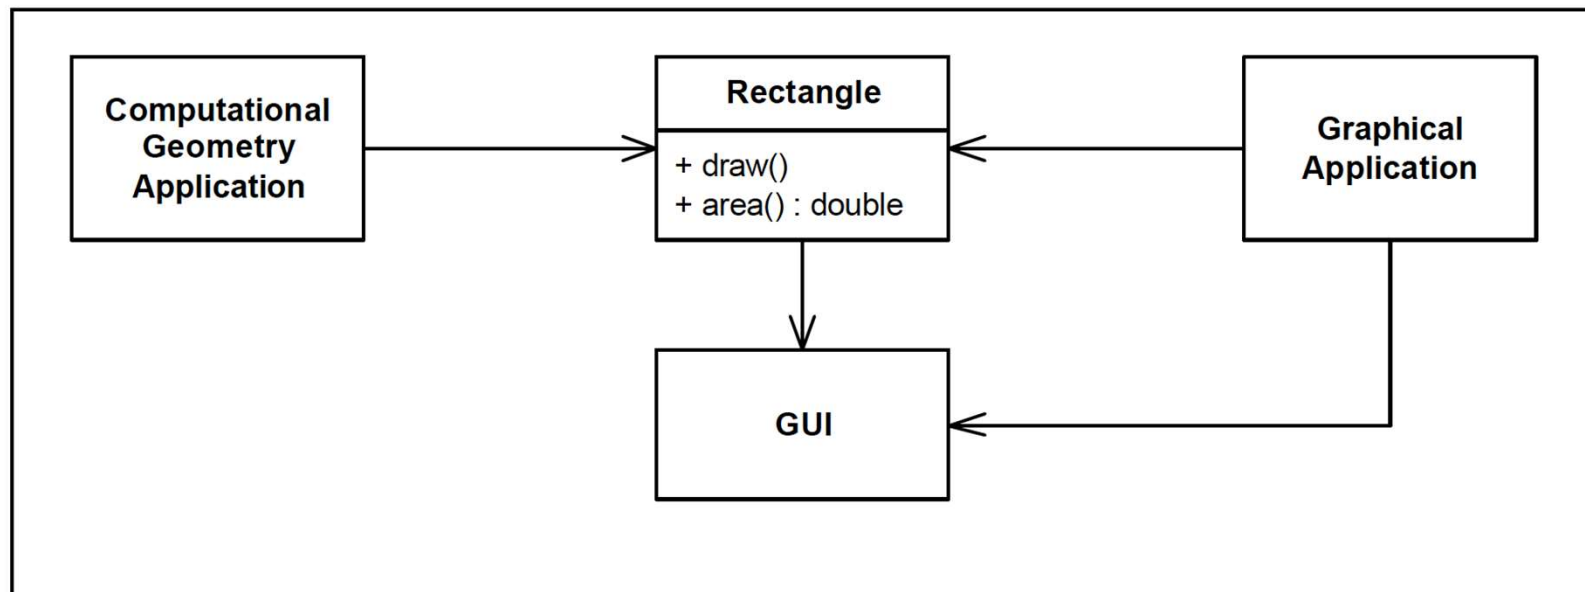 Computational
Geometry
Application
Rectangle
+ draw()
+ area() : double
Graphical
Application
GUI